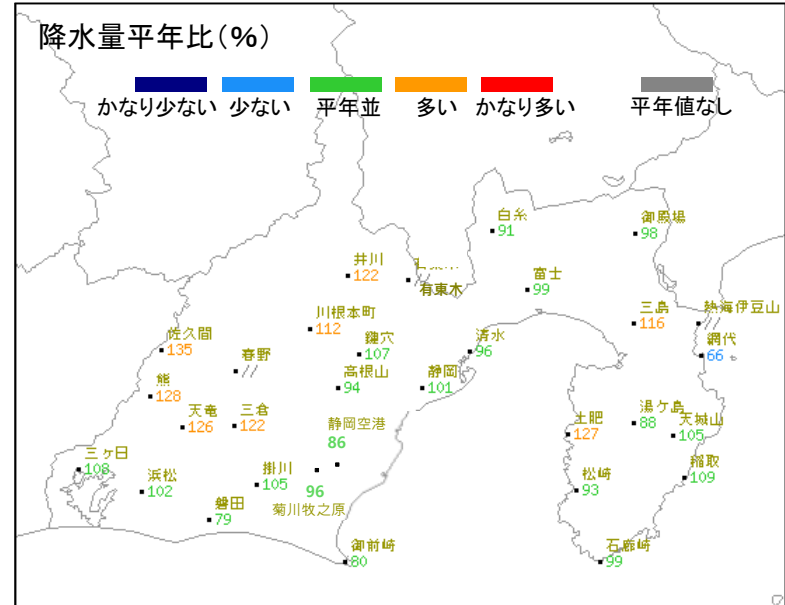 降水量平年比(%)
かなり少ない 少ない 平年並 多い かなり多い 平年値なし
白糸
91
御殿場
98
井川
122
有東木
//
富士
99
川根本町
112
三島
116
熱海伊豆山
//
佐久間
135
春野
//
鍵穴
107
清水
96
網代
66
熊
128
高根山
94
静岡
101
天竜
126
三倉
122
静岡空港
86
土肥
127
湯ケ島
88
天城山
105
三ヶ日
108
浜松
102
掛川
105
96
菊川牧之原
松崎
93
稲取
109
磐田
79
御前崎
80
石廊崎
99